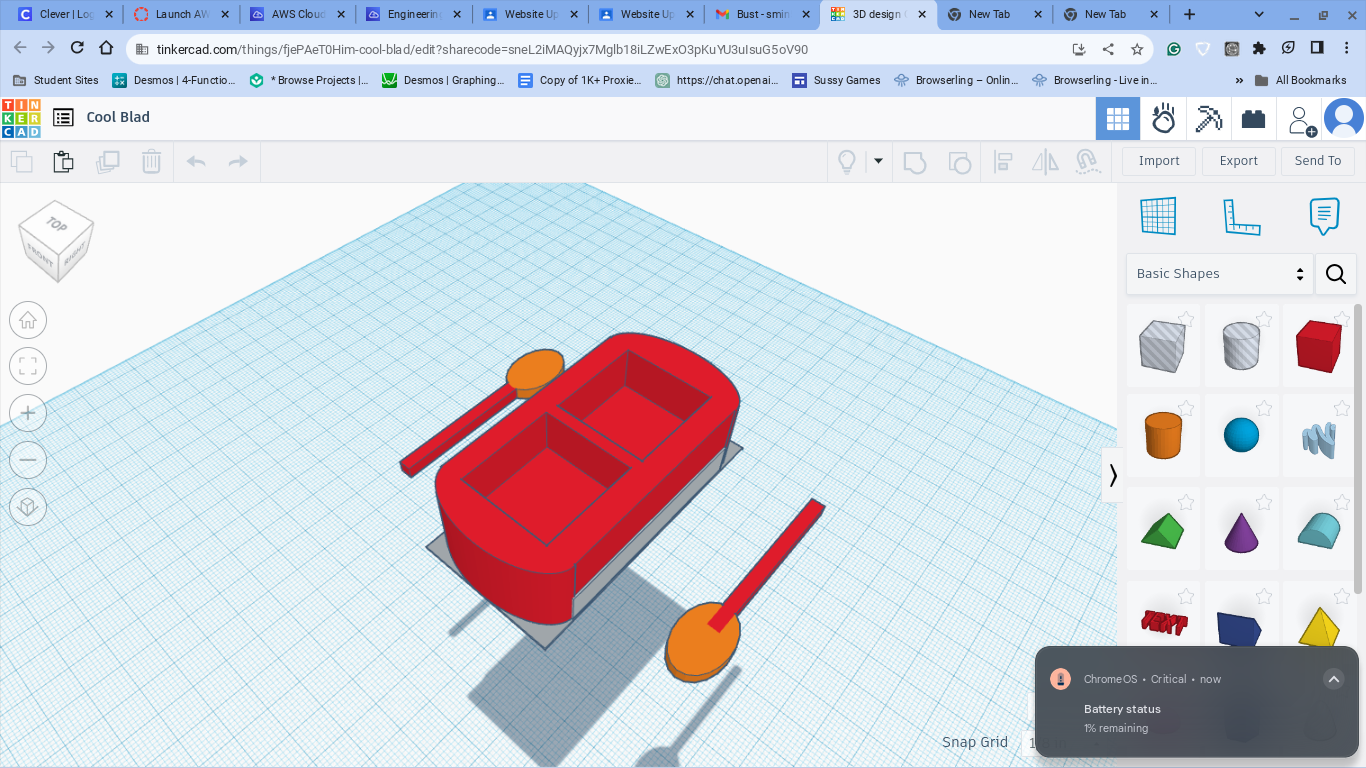 Clever | Log
Launch AW
AWS Cloud
Engineering
Website Up
Website Up
Bust - smin
3D design C
New Tab
New Tab
tinkercad.com/things/fjePAeT0Him-cool-blad/edit?sharecode=sneL2iMAQyjx7Mglb18iLZwExO3pKuYU3uIsuG5oV90
Student Sites
Desmos | 4-Functio...
* Browse Projects |...
Desmos | Graphing...
Copy of 1K+ Proxie...
https://chat.openai...
Sussy Games
Browserling – Onlin...
Browserling - Live in...
»
All Bookmarks
TIN
KER
CAD
Cool Blad
Import
Export
Send To
TOP
FRONT
RIGHT
Basic Shapes
TEXT
ChromeOS • Critical • now
Battery status
1% remaining
Snap Grid